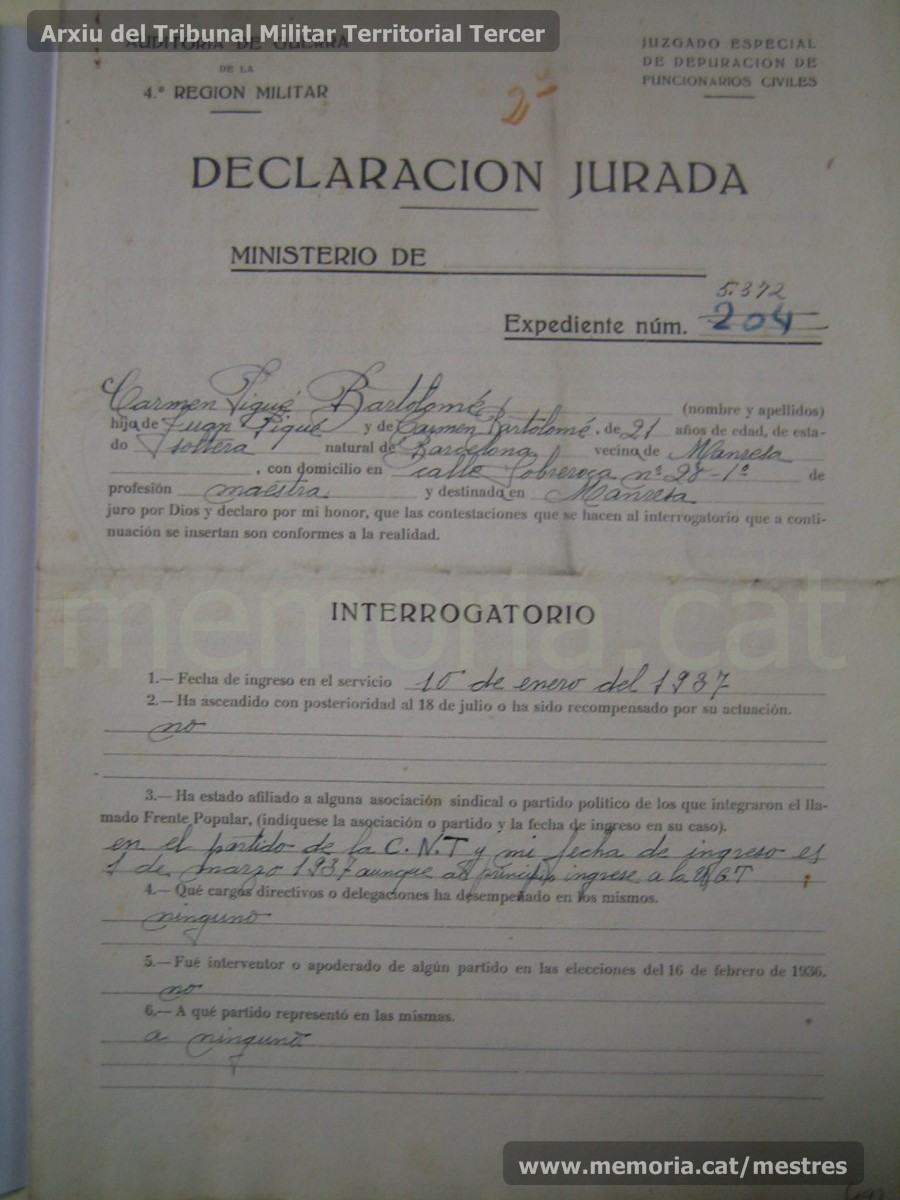 Arxiu del Tribunal Militar Territorial Tercer
AUDITORIA DE GUERRA
DE LA
4.ª REGION MILITAR
JUZGADO ESPECIAL
DE DEPURACION DE
FUNCIONARIOS CIVILES
2º
DECLARACION JURADA
MINISTERIO DE
5.372
Expediente núm. 204
Carmen Piqué Bartolomé (nombre y apellidos)
hija de Juan Piqué y de Carmen Bartolomé, de 21 años de edad, de esta-
do soltera natural de Barcelona vecina de Manresa
, con domicilio en calle Sobreroca nº 28-1º de
profesión maestra y destinada en Manresa
juro por Dios y declaro por mi honor, que las contestaciones que se hacen al interrogatorio que a conti-
nuación se insertan son conformes a la realidad.
memoria.cat
INTERROGATORIO
1.—Fecha de ingreso en el servicio 10 de enero del 1937
2.—Ha ascendido con posterioridad al 18 de julio o ha sido recompensado por su actuación.
no
3.—Ha estado afiliado a alguna asociación sindical o partido político de los que integraron el lla-
mado Frente Popular, (indíquese la asociación o partido y la fecha de ingreso en su caso).
en el partido de la C.N.T y mi fecha de ingreso es
1 de marzo 1937 aunque al principio ingrese a la U.G.T
4.—Qué cargos directivos o delegaciones ha desempeñado en los mismos.
ninguno
5.—Fué interventor o apoderado de algún partido en las elecciones del 16 de febrero de 1936.
no
6.—A qué partido representó en las mismas.
a ninguno
www.memoria.cat/mestres